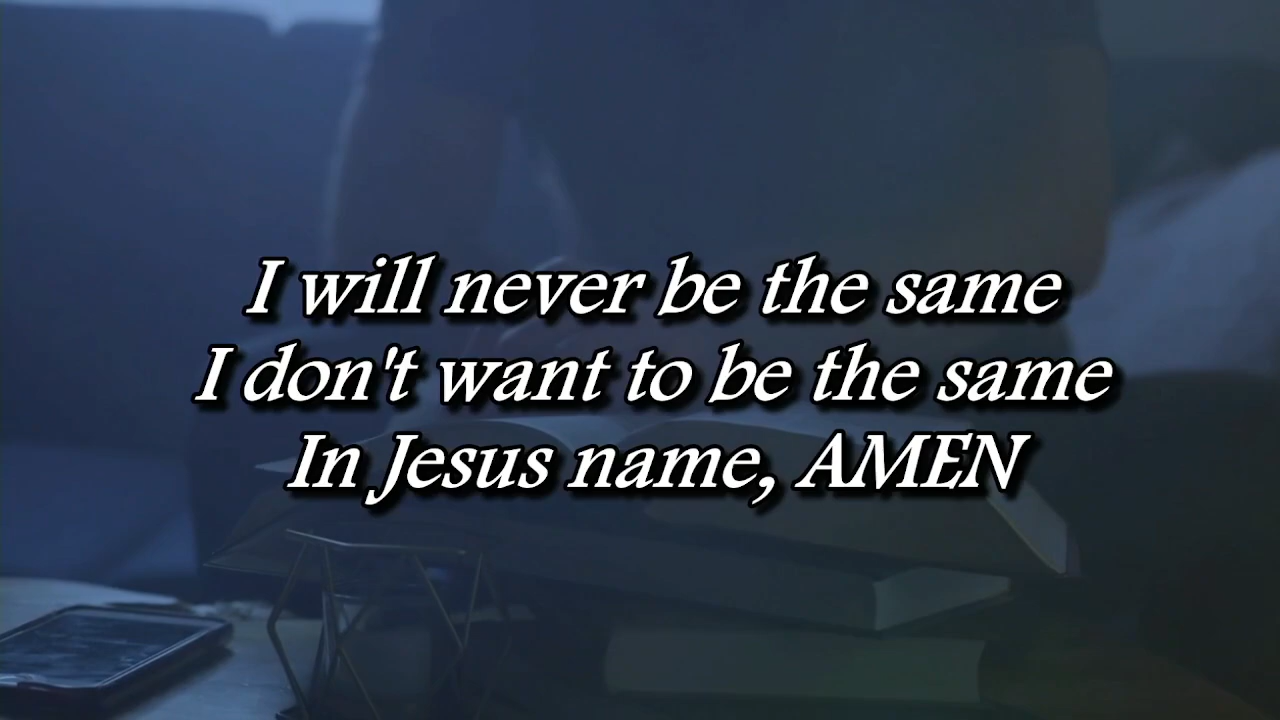 I will never be the same
I don't want to be the same
In Jesus name, AMEN